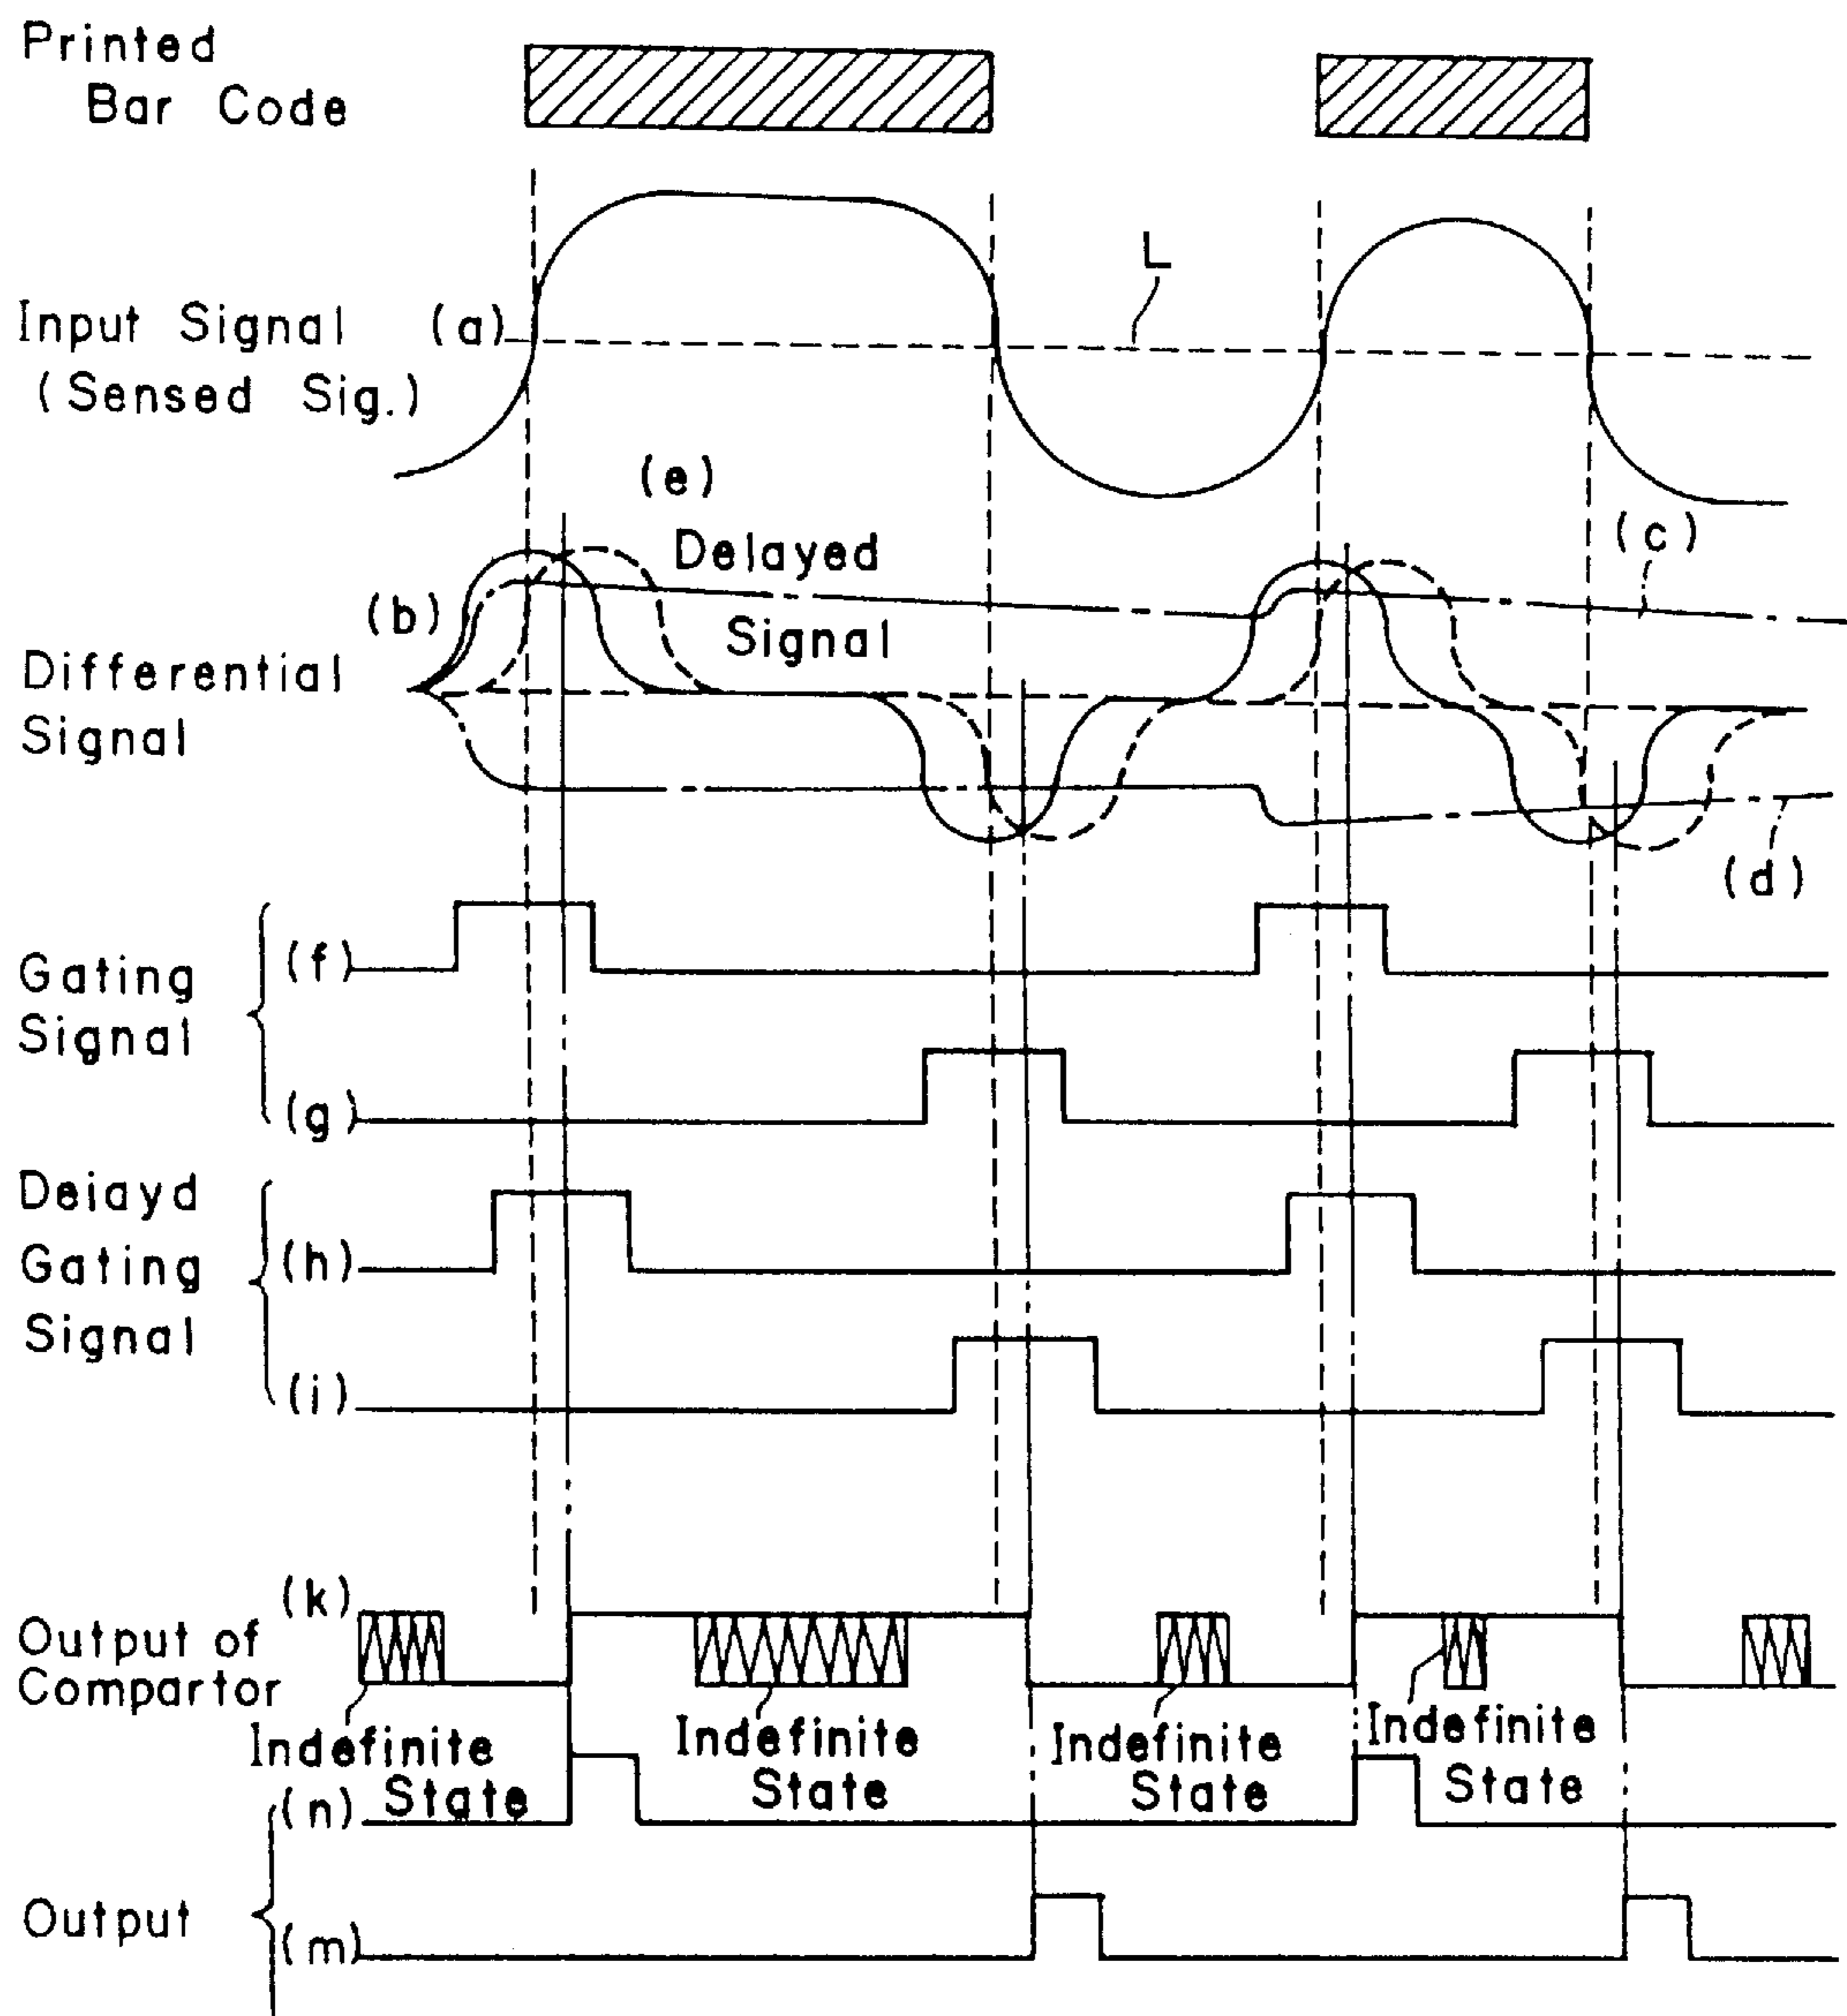 Printed
Bar Code
L
Input Signal (a)
(Sensed Sig.)
(e)
Delayed
Signal
(c)
(b)
Differential
Signal
(d)
Gating
Signal
(f)
(g)
Deiayd
Gating
Signal
(h)
(i)
(k)
Output of
Compartor
Indefinite
State
Indefinite
State
Indefinite
State
Indefinite
State
(n)
Output
(m)